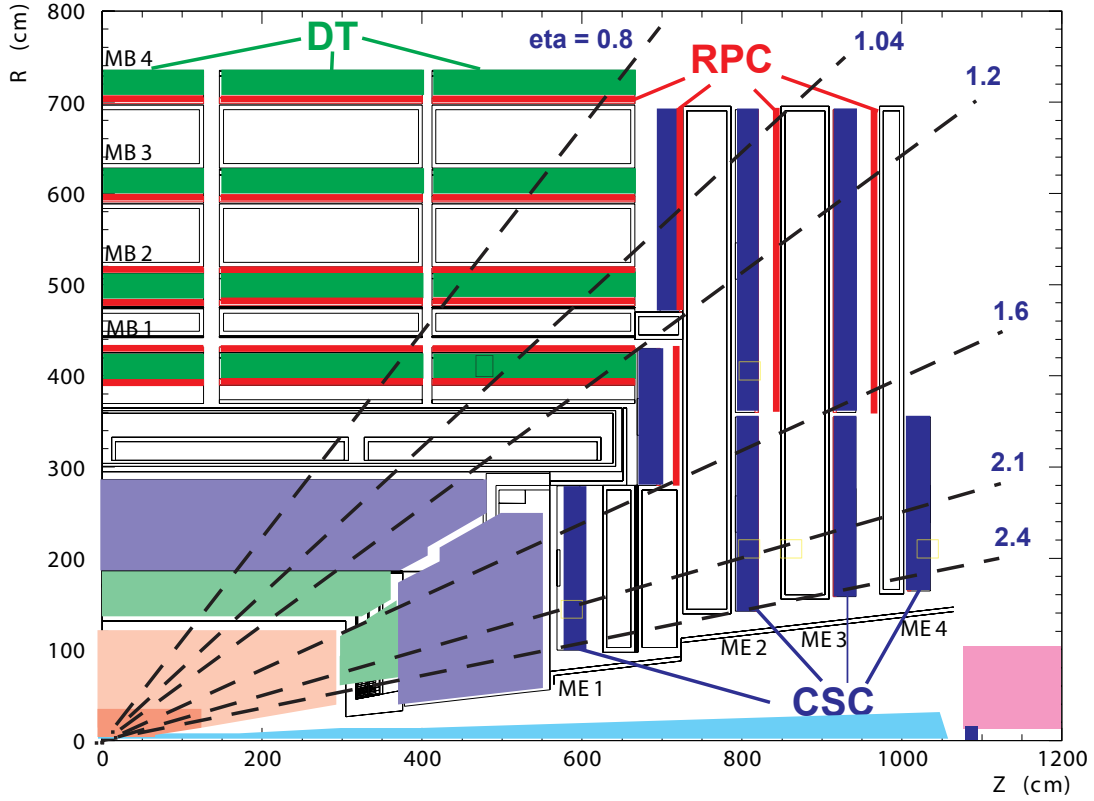 R (cm)
800
700
600
500
400
300
200
100
0
MB 4
DT
eta = 0.8
1.04
RPC
1.2
MB 3
MB 2
MB 1
1.6
2.1
2.4
ME 1
ME 2
ME 3
ME 4
CSC
0
200
400
600
800
1000
1200
Z (cm)